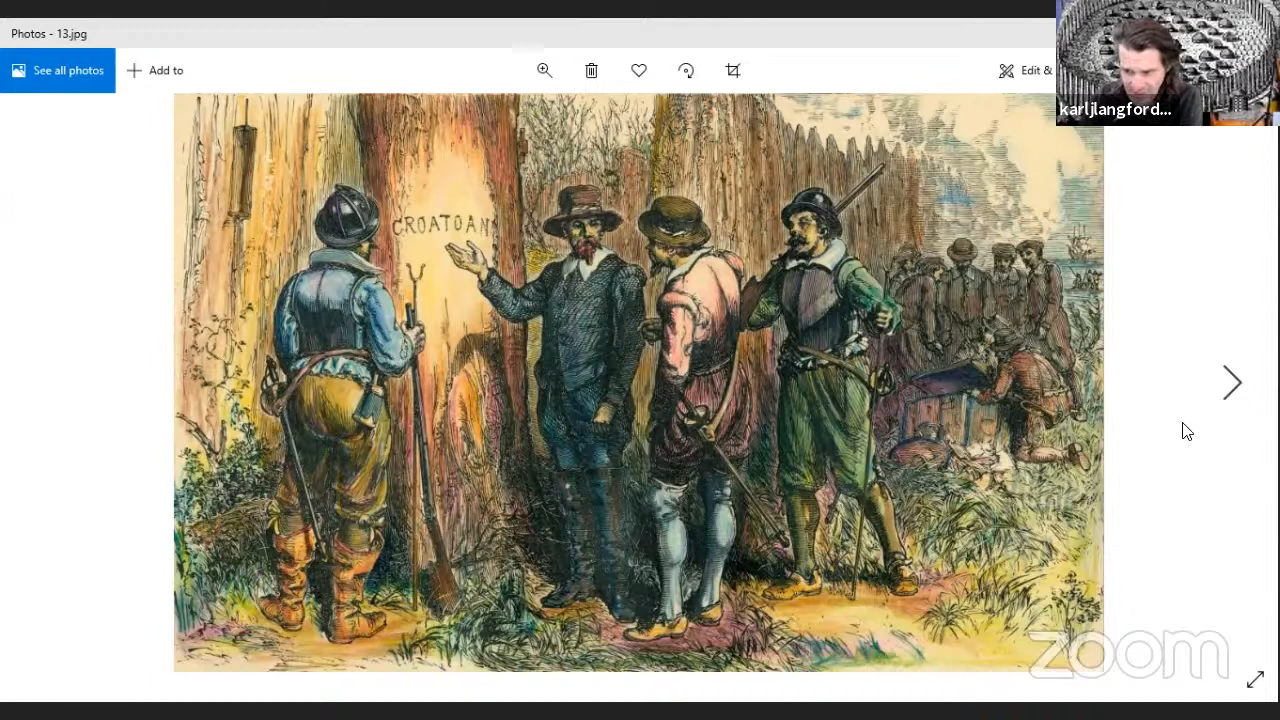 Photos - 13.jpg
See all photos
Add to
Edit &
karljlangford...
CROATOAN
zoom